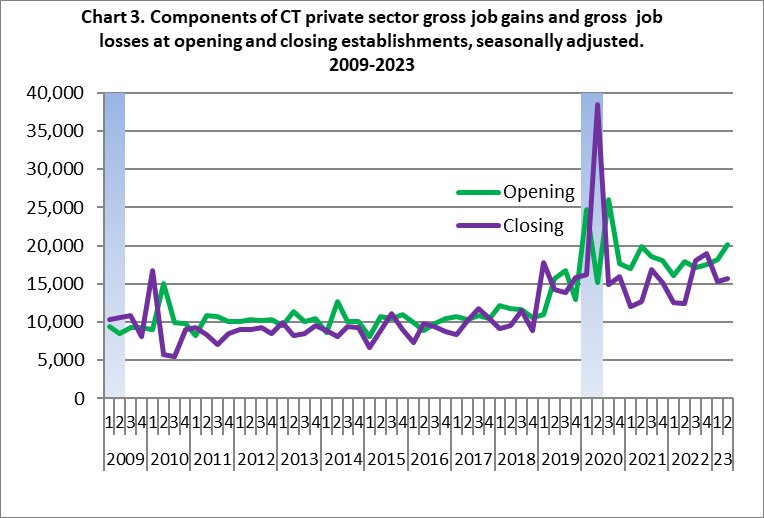 Chart 3. Components of CT private sector gross job gains and gross job
losses at opening and closing establishments, seasonally adjusted.
2009-2023
40,000
35,000
30,000
25,000
20,000
15,000
10,000
5,000
0
Opening
Closing
1 2 3 4 1 2 3 4 1 2 3 4 1 2 3 4 1 2 3 4 1 2 3 4 1 2 3 4 1 2 3 4 1 2 3 4 1 2 3 4 1 2 3 4 1 2 3 4 1 2 3 4 1 2 3 4 1 2
2009 2010 2011 2012 2013 2014 2015 2016 2017 2018 2019 2020 2021 2022 23